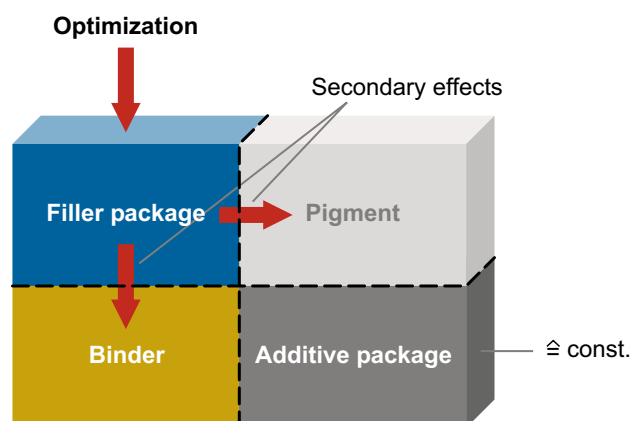 Optimization
Secondary effects
Filler package
Pigment
Binder
Additive package
≙ const.